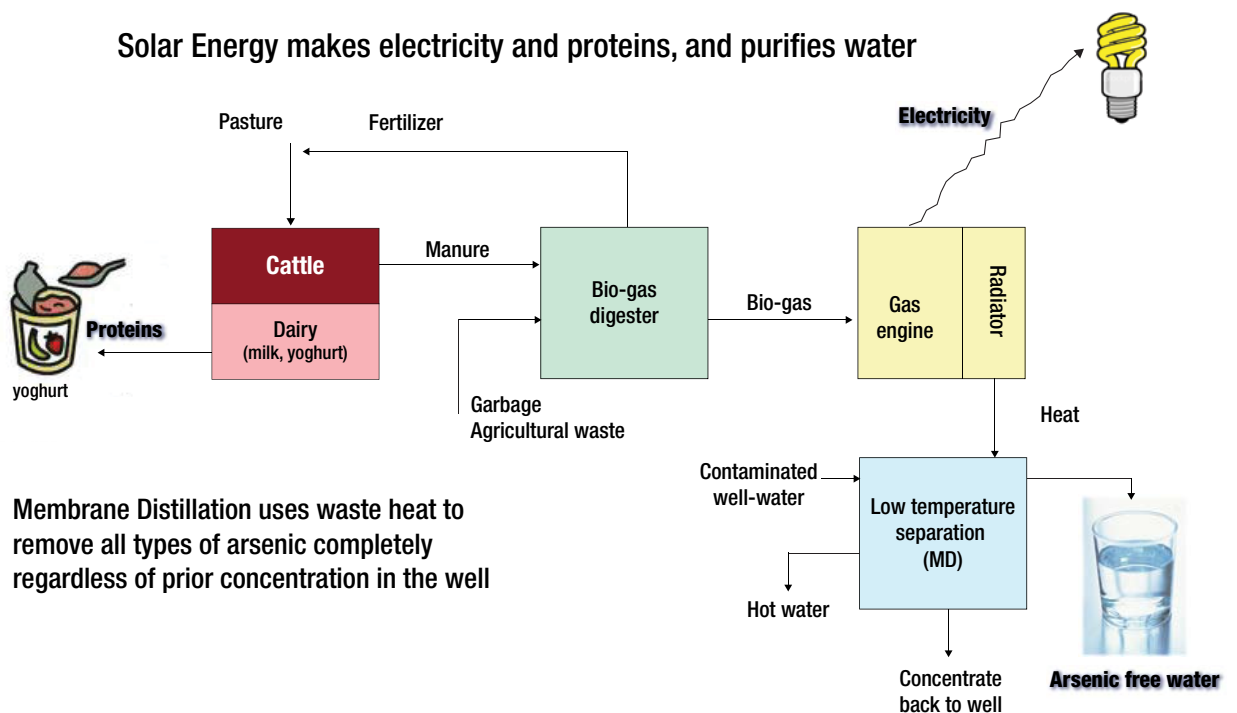 Solar Energy makes electricity and proteins, and purifies water
Pasture
Fertilizer
Electricity
Cattle
Manure
Bio-gas
digester
Bio-gas
Gas
engine
Radiator
Proteins
Dairy
(milk, yoghurt)
yoghurt
Garbage
Agricultural waste
Heat
Contaminated
well-water
Low temperature
separation
(MD)
Hot water
Membrane Distillation uses waste heat to
remove all types of arsenic completely
regardless of prior concentration in the well
Concentrate
back to well
Arsenic free water